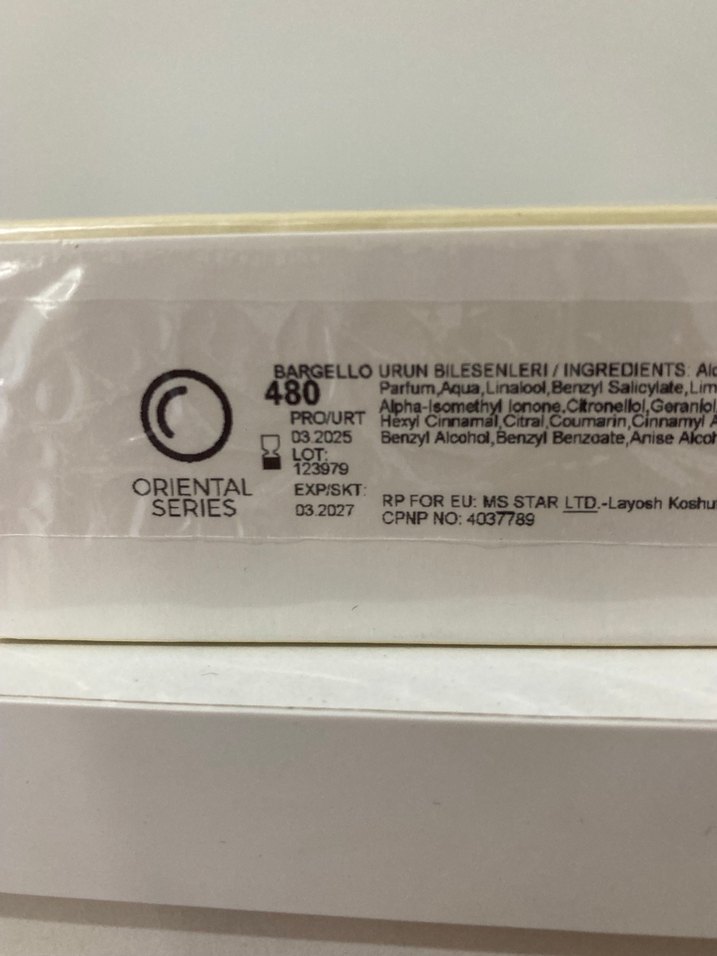 ORIENTAL
SERIES
BARGELLO
480
PRO/URT
03.2025
LOT:
123979
EXP/SKT:
03.2027
URUN BILESENLERI / INGREDIENTS:
Parfum,Aqua,Linalool,Benzyl Salicylate,
Alpha-Isomethyl Ionone,Citronellol,Geraniol,
Hexyl Cinnamal,Citral,Coumarin,Cinnamyl
Benzyl Alcohol,Benzyl Benzoate,Anise
RP FOR EU: MS STAR LTD.-Layosh
CPNP NO: 4037789